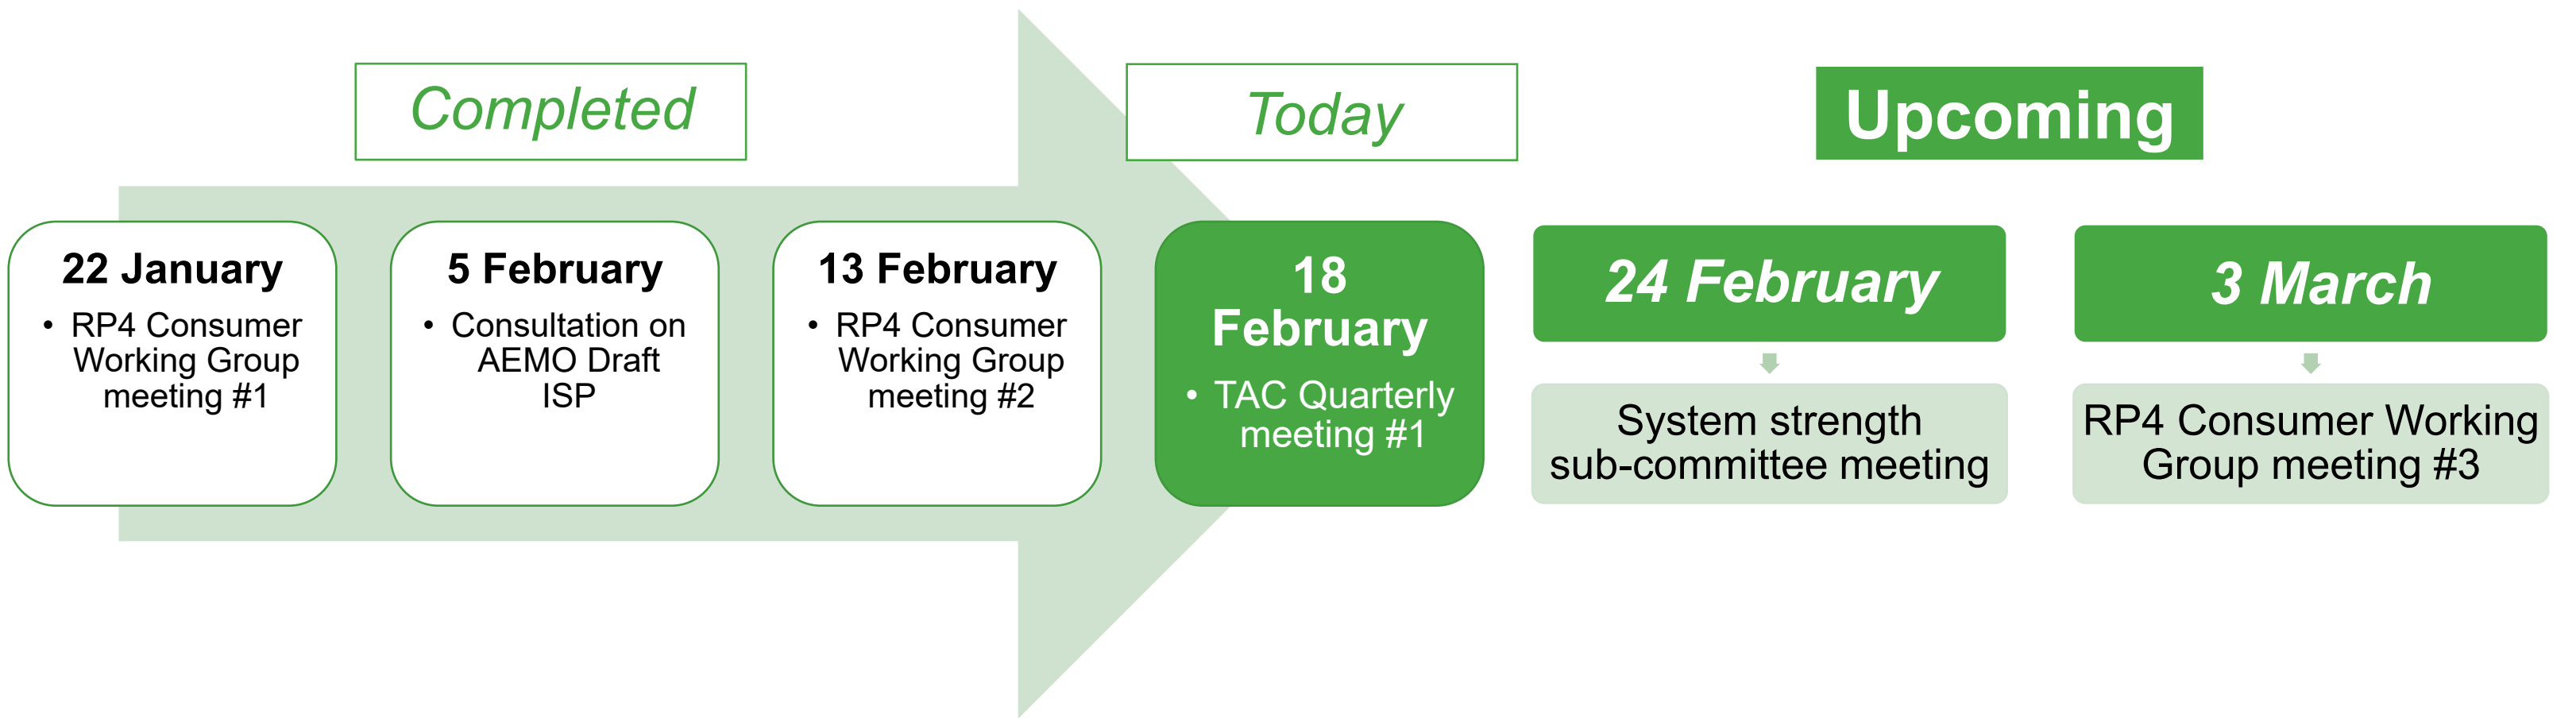 Completed
Today
Upcoming
22 January
• RP4 Consumer
Working Group
meeting #1
5 February
• Consultation on
AEMO Draft
ISP
13 February
• RP4 Consumer
Working Group
meeting #2
18
February
• TAC Quarterly
meeting #1
24 February
System strength
sub-committee meeting
3 March
RP4 Consumer Working
Group meeting #3